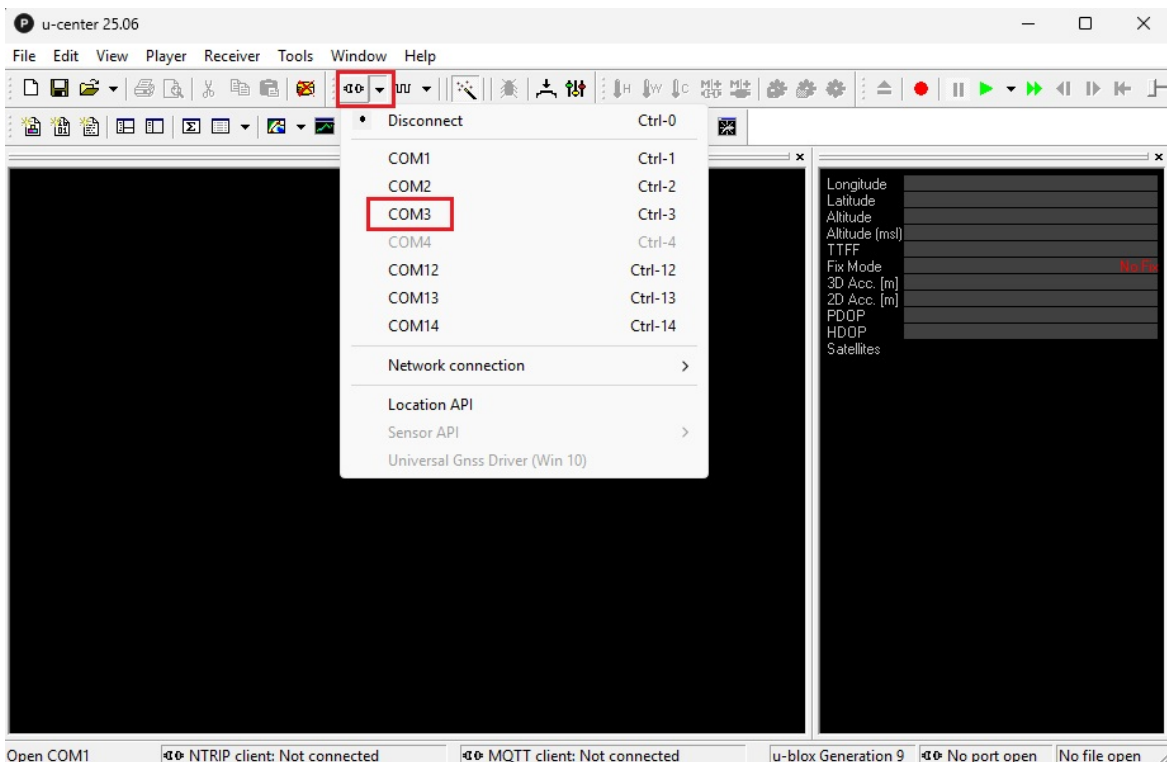 u-center 25.06
File Edit View Player Receiver Tools Window Help
Disconnect Ctrl-0
COM1 Ctrl-1
COM2 Ctrl-2
COM3 Ctrl-3
COM4 Ctrl-4
COM12 Ctrl-12
COM13 Ctrl-13
COM14 Ctrl-14
Network connection
Location API
Sensor API
Universal Gnss Driver (Win 10)
Longitude
Latitude
Altitude
Altitude (msl)
TTFF
Fix Mode No Fix
3D Acc. [m]
2D Acc. [m]
PDOP
HDOP
Satellites
Open COM1 NTRIP client: Not connected MQTT client: Not connected u-blox Generation 9 No port open No file open